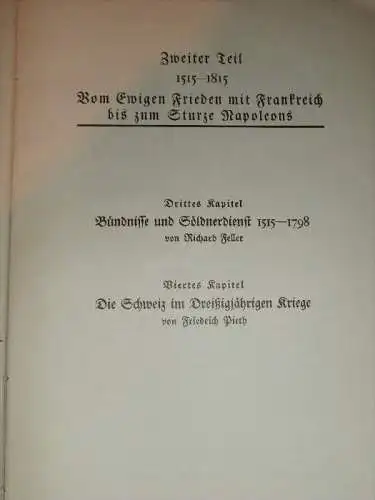 Zweiter Teil
1515—1815
Vom Ewigen Frieden mit Frankreich
bis zum Sturze Napoleons
Drittes Kapitel
Bündnisse und Söldnerdienst 1515—1798
von Richard Feller
Viertes Kapitel
Die Schweiz im Dreißigjährigen Kriege
von Friedrich Pieth